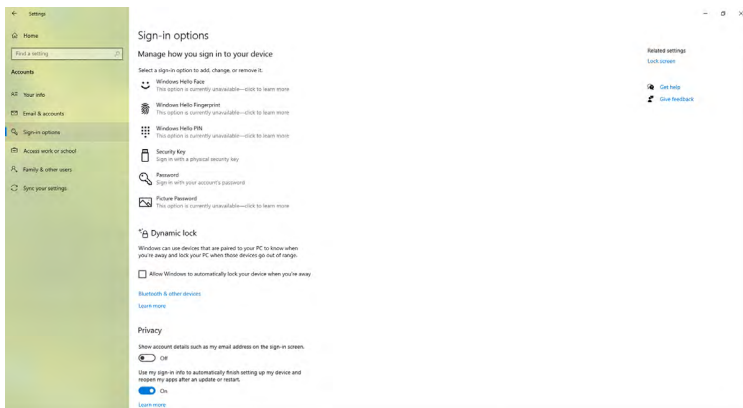 Settings
Home
Find a setting
Accounts
Your info
Email & accounts
Sign-in options
Access work or school
Family & other users
Sync your settings
Sign-in options
Manage how you sign in to your device
Select a sign-in option to add, change, or remove it.
Windows Hello Face
This option is currently unavailable—click to learn more
Windows Hello Fingerprint
This option is currently unavailable—click to learn more
Windows Hello PIN
This option is currently unavailable—click to learn more
Security Key
Sign in with a physical security key
Password
Sign in with your account's password
Picture Password
This option is currently unavailable—click to learn more
Dynamic lock
Windows can use devices that are paired to your PC to know when
you're away and lock your PC when those devices go out of range.
Allow Windows to automatically lock your device when you're away
Bluetooth & other devices
Learn more
Privacy
Show account details such as my email address on the sign-in screen.
Off
Use my sign-in info to automatically finish setting up my device and
reopen my apps after an update or restart.
On
Learn more
Related settings
Lock screen
Get help
Give feedback